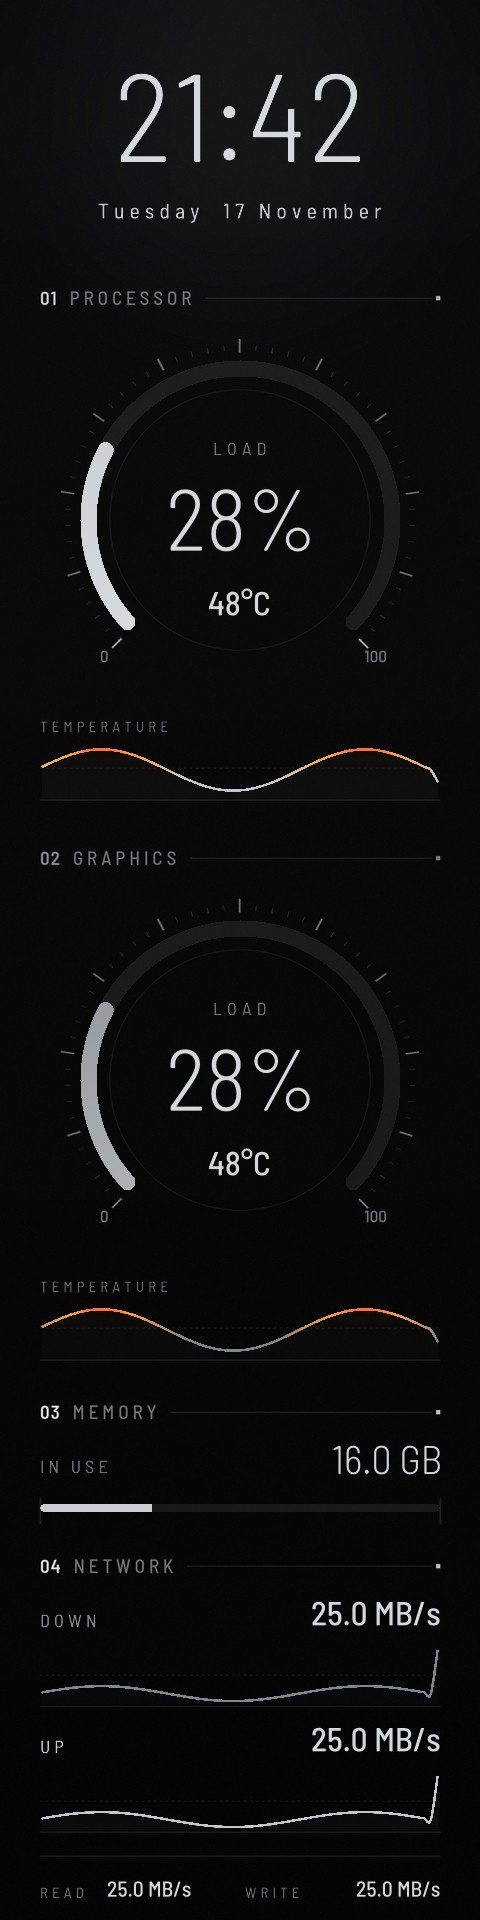 21:42
Tuesday 17 November
01 PROCESSOR
LOAD
28%
48°C
0 100
TEMPERATURE
02 GRAPHICS
LOAD
28%
48°C
0 100
TEMPERATURE
03 MEMORY
IN USE 16.0 GB
04 NETWORK
DOWN 25.0 MB/s
UP 25.0 MB/s
READ 25.0 MB/s WRITE 25.0 MB/s